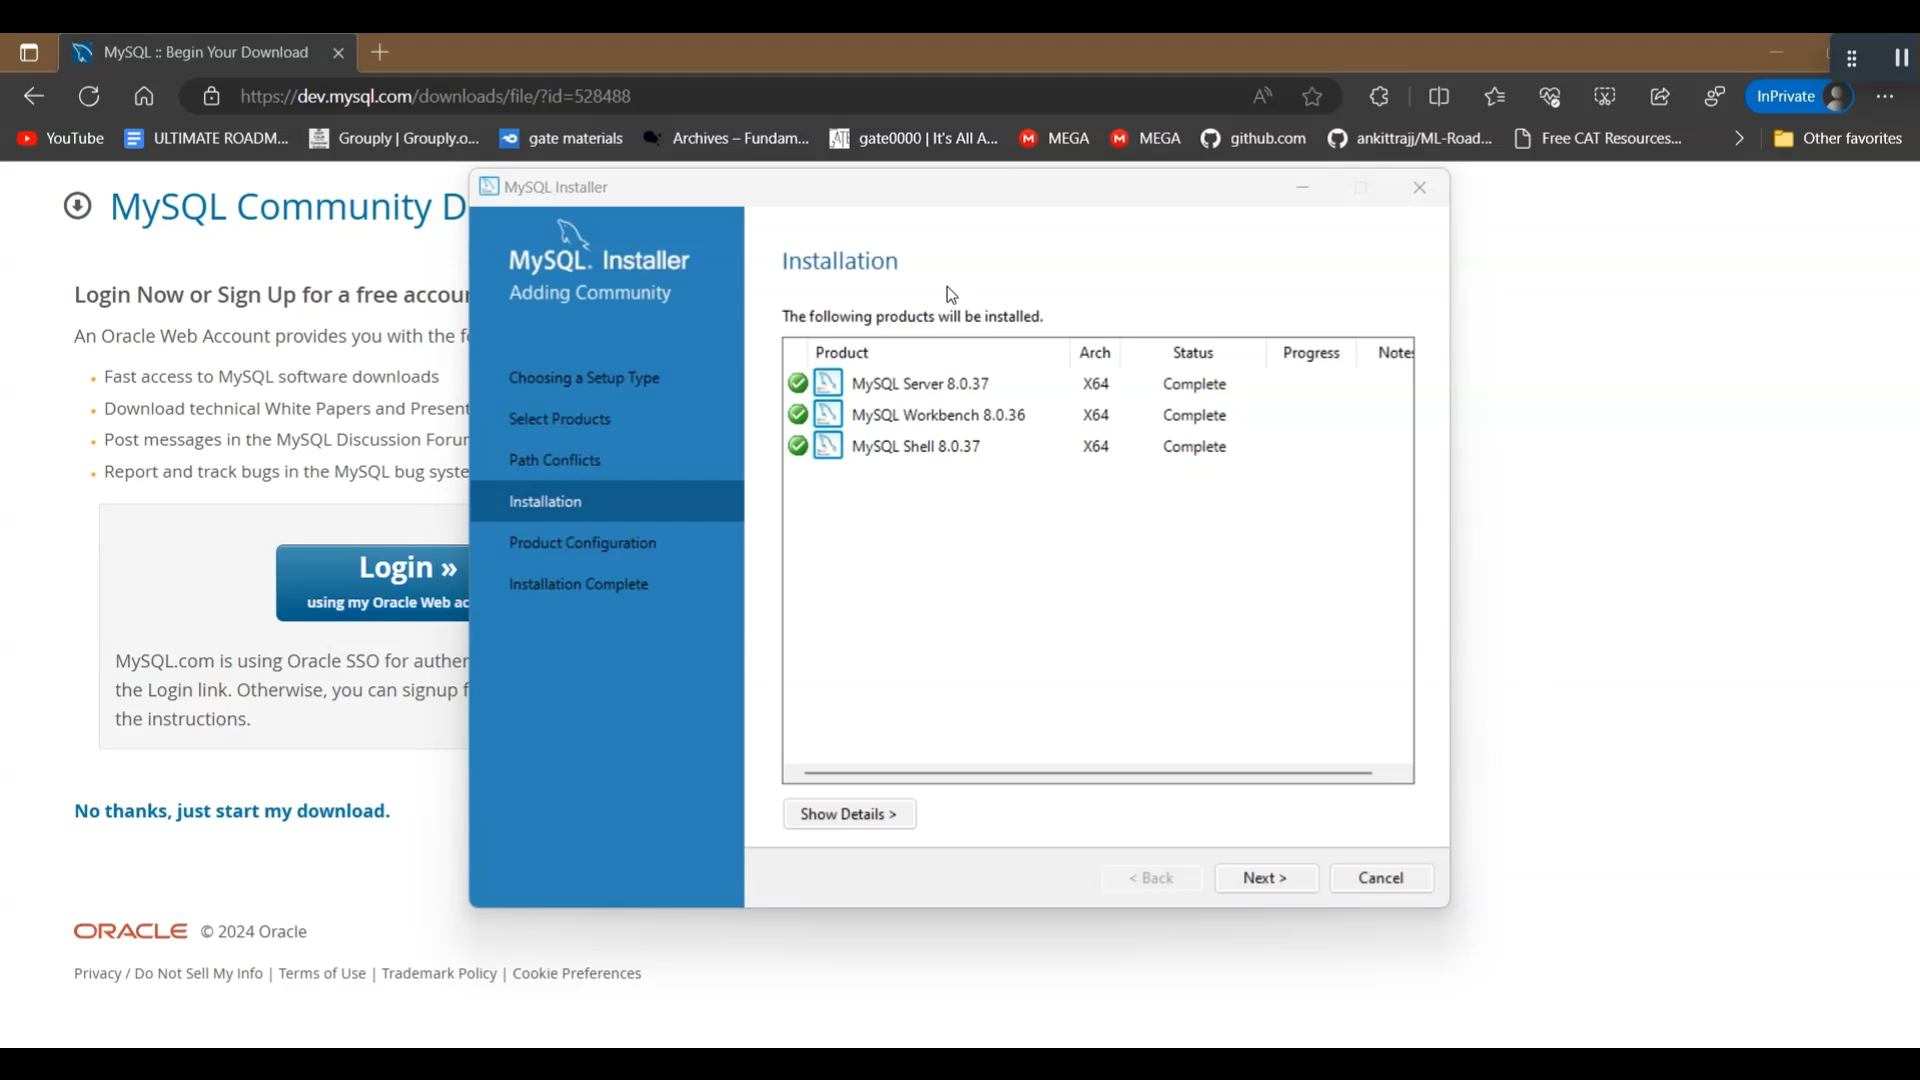 MySQL :: Begin Your Download
https://dev.mysql.com/downloads/file/?id=528488
InPrivate
YouTube
ULTIMATE ROADM...
Grouply | Grouply.o...
gate materials
Archives – Fundam...
gate0000 | It's All A...
MEGA
MEGA
github.com
ankittrajj/ML-Road...
Free CAT Resources...
Other favorites
MySQL Community D
Login Now or Sign Up for a free accou
An Oracle Web Account provides you with the f
Fast access to MySQL software downloads
Download technical White Papers and Present
Post messages in the MySQL Discussion Foru
Report and track bugs in the MySQL bug syste
Login »
using my Oracle Web ac
MySQL.com is using Oracle SSO for auther
the Login link. Otherwise, you can signup f
the instructions.
No thanks, just start my download.
ORACLE © 2024 Oracle
Privacy / Do Not Sell My Info | Terms of Use | Trademark Policy | Cookie Preferences
MySQL Installer
MySQL. Installer
Adding Community
Choosing a Setup Type
Select Products
Path Conflicts
Installation
Product Configuration
Installation Complete
Installation
The following products will be installed.
Product Arch Status Progress Notes
MySQL Server 8.0.37 X64 Complete
MySQL Workbench 8.0.36 X64 Complete
MySQL Shell 8.0.37 X64 Complete
Show Details >
< Back Next > Cancel